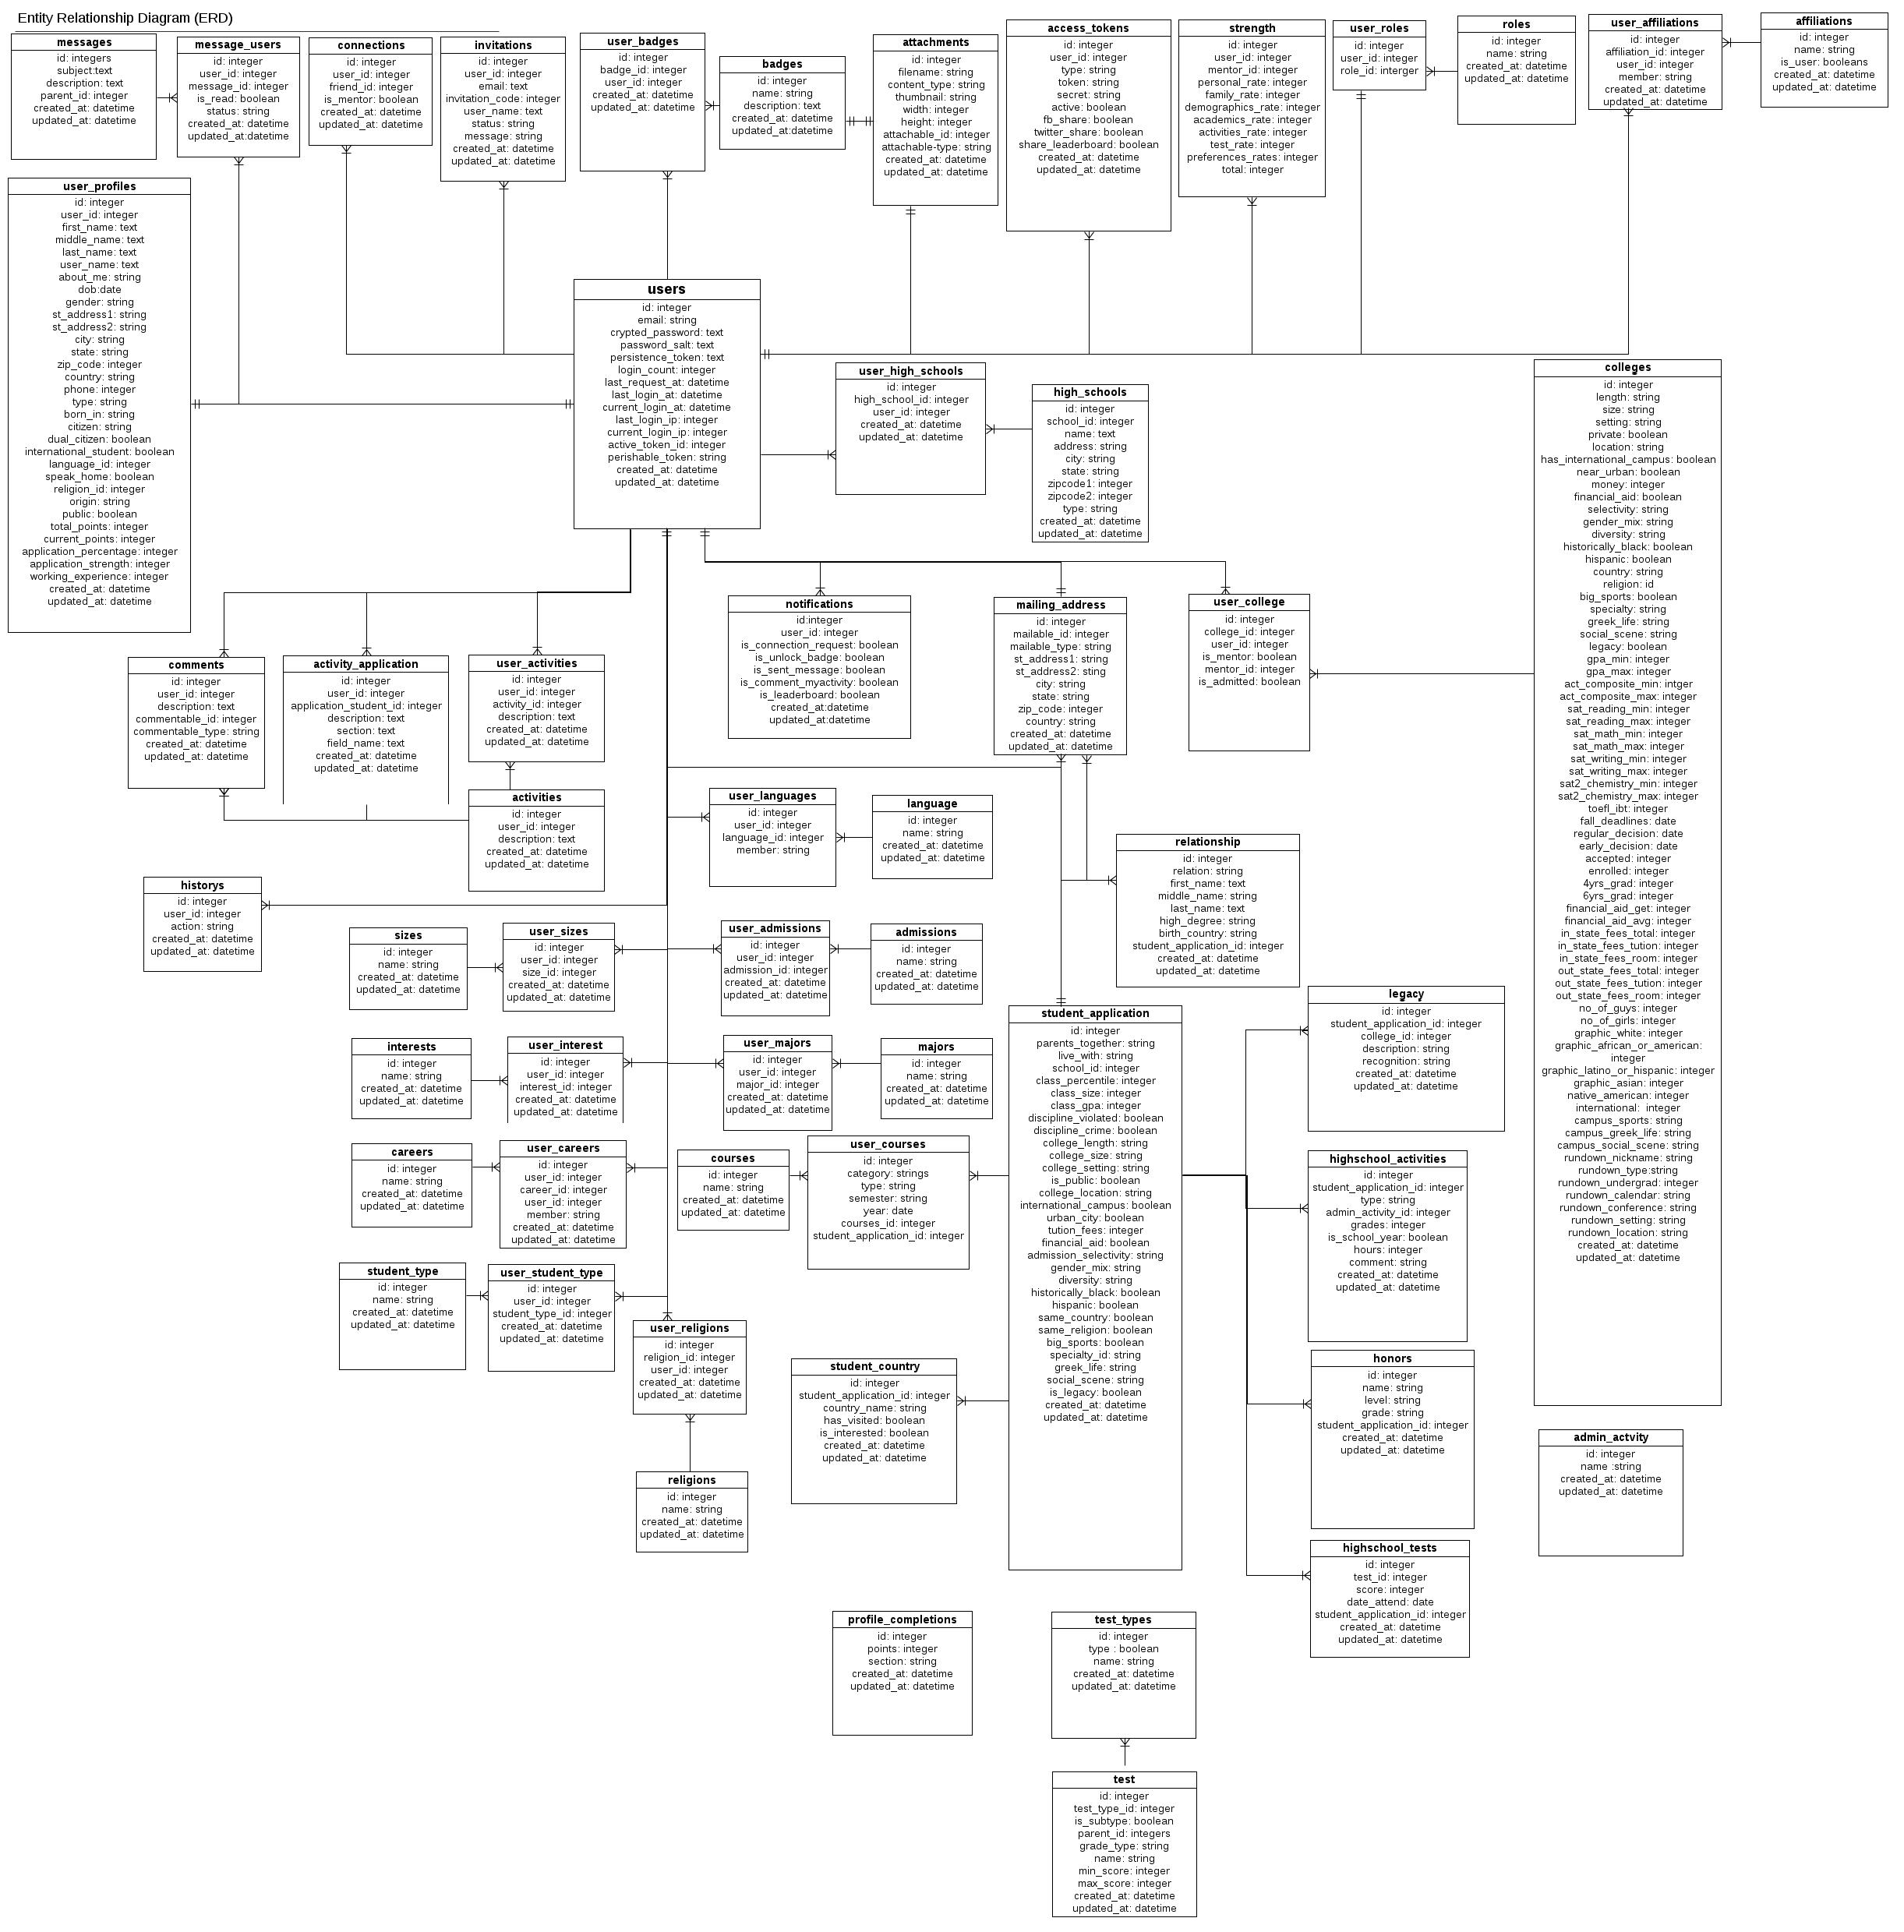 Entity Relationship Diagram (ERD)
messages
id: integers
subject:text
description: text
parent_id: integer
created_at: datetime
updated_at: datetime
message_users
id: integer
user_id: integer
message_id: integer
is_read: boolean
status: string
created_at: datetime
updated_at:datetime
connections
id: integer
user_id: integer
friend_id: integer
is_mentor: boolean
created_at: datetime
updated_at: datetime
invitations
id: integer
user_id: integer
email: text
invitation_code: integer
user_name: text
status: string
message: string
created_at: datetime
updated_at: datetime
user_badges
id: integer
badge_id: integer
user_id: integer
created_at: datetime
updated_at: datetime
badges
id: integer
name: string
description: text
created_at: datetime
updated_at:datetime
attachments
id: integer
filename: string
content_type: string
thumbnail: string
width: integer
height: integer
attachable_id: integer
attachable-type: string
created_at: datetime
updated_at: datetime
access_tokens
id: integer
user_id: integer
type: string
token: string
secret: string
active: boolean
fb_share: boolean
twitter_share: boolean
share_leaderboard: boolean
created_at: datetime
updated_at: datetime
strength
id: integer
user_id: integer
mentor_id: integer
personal_rate: integer
family_rate: integer
demographics_rate: integer
academics_rate: integer
activities_rate: integer
test_rate: integer
preferences_rates: integer
total: integer
user_roles
id: integer
user_id: integer
role_id: interger
roles
id: integer
name: string
created_at: datetime
updated_at: datetime
user_affiliations
id: integer
affiliation_id: integer
user_id: integer
member: string
created_at: datetime
updated_at: datetime
affiliations
id: integer
name: string
is_user: booleans
created_at: datetime
updated_at: datetime
user_profiles
id: integer
user_id: integer
first_name: text
middle_name: text
last_name: text
user_name: text
about_me: string
dob:date
gender: string
st_address1: string
st_address2: string
city: string
state: string
zip_code: integer
country: string
phone: integer
type: string
born_in: string
citizen: string
dual_citizen: boolean
international_student: boolean
language_id: integer
speak_home: boolean
religion_id: integer
origin: string
public: boolean
total_points: integer
current_points: integer
application_percentage: integer
application_strength: integer
working_experience: integer
created_at: datetime
updated_at: datetime
users
id: integer
email: string
crypted_password: text
password_salt: text
persistence_token: text
login_count: integer
last_request_at: datetime
last_login_at: datetime
current_login_at: datetime
last_login_ip: integer
current_login_ip: integer
active_token_id: integer
perishable_token: string
created_at: datetime
updated_at: datetime
user_high_schools
id: integer
high_school_id: integer
user_id: integer
created_at: datetime
updated_at: datetime
high_schools
id: integer
school_id: integer
name: text
address: string
city: string
state: string
zipcode1: integer
zipcode2: integer
type: string
created_at: datetime
updated_at: datetime
colleges
id: integer
length: string
size: string
setting: string
private: boolean
location: string
has_international_campus: boolean
near_urban: boolean
money: integer
financial_aid: boolean
selectivity: string
gender_mix: string
diversity: string
historically_black: boolean
hispanic: boolean
country: string
religion: id
big_sports: boolean
specialty: string
greek_life: string
social_scene: string
legacy: boolean
gpa_min: integer
gpa_max: integer
act_composite_min: intger
act_composite_max: integer
sat_reading_min: integer
sat_reading_max: integer
sat_math_min: integer
sat_math_max: integer
sat_writing_min: integer
sat_writing_max: integer
sat2_chemistry_min: integer
sat2_chemistry_max: integer
toefl_ibt: integer
fall_deadlines: date
regular_decision: date
early_decision: date
accepted: integer
enrolled: integer
4yrs_grad: integer
6yrs_grad: integer
financial_aid_get: integer
financial_aid_avg: integer
in_state_fees_total: integer
in_state_fees_tution: integer
in_state_fees_room: integer
out_state_fees_total: integer
out_state_fees_tution: integer
out_state_fees_room: integer
no_of_guys: integer
no_of_girls: integer
graphic_white: integer
graphic_african_or_american:
integer
graphic_latino_or_hispanic: integer
graphic_asian: integer
native_american: integer
international: integer
campus_sports: string
campus_greek_life: string
campus_social_scene: string
rundown_nickname: string
rundown_type:string
rundown_undergrad: integer
rundown_calendar: string
rundown_conference: string
rundown_setting: string
rundown_location: string
created_at: datetime
updated_at: datetime
comments
id: integer
user_id: integer
description: text
commentable_id: integer
commentable_type: string
created_at: datetime
updated_at: datetime
activity_application
id: integer
user_id: integer
application_student_id: integer
description: text
section: text
field_name: text
created_at: datetime
updated_at: datetime
user_activities
id: integer
user_id: integer
activity_id: integer
description: text
created_at: datetime
updated_at: datetime
notifications
id:integer
user_id: integer
is_connection_request: boolean
is_unlock_badge: boolean
is_sent_message: boolean
is_comment_myactivity: boolean
is_leaderboard: boolean
created_at:datetime
updated_at:datetime
mailing_address
id: integer
mailable_id: integer
mailable_type: string
st_address1: string
st_address2: sting
city: string
state: string
zip_code: integer
country: string
created_at: datetime
updated_at: datetime
user_college
id: integer
college_id: integer
user_id: integer
is_mentor: boolean
mentor_id: integer
is_admitted: boolean
activities
id: integer
user_id: integer
description: text
created_at: datetime
updated_at: datetime
user_languages
id: integer
user_id: integer
language_id: integer
member: string
language
id: integer
name: string
created_at: datetime
updated_at: datetime
relationship
id: integer
relation: string
first_name: text
middle_name: string
last_name: text
high_degree: string
birth_country: string
student_application_id: integer
created_at: datetime
updated_at: datetime
historys
id: integer
user_id: integer
action: string
created_at: datetime
updated_at: datetime
sizes
id: integer
name: string
created_at: datetime
updated_at: datetime
user_sizes
id: integer
user_id: integer
size_id: integer
created_at: datetime
updated_at: datetime
user_admissions
id: integer
user_id: integer
admission_id: integer
created_at: datetime
updated_at: datetime
admissions
id: integer
name: string
created_at: datetime
updated_at: datetime
interests
id: integer
name: string
created_at: datetime
updated_at: datetime
user_interest
id: integer
user_id: integer
interest_id: integer
created_at: datetime
updated_at: datetime
user_majors
id: integer
user_id: integer
major_id: integer
created_at: datetime
updated_at: datetime
majors
id: integer
name: string
created_at: datetime
updated_at: datetime
student_application
id: integer
parents_together: string
live_with: string
school_id: integer
class_percentile: integer
class_size: integer
class_gpa: integer
discipline_violated: boolean
discipline_crime: boolean
college_length: string
college_size: string
college_setting: string
is_public: boolean
college_location: string
international_campus: boolean
urban_city: boolean
tution_fees: integer
financial_aid: boolean
admission_selectivity: string
gender_mix: string
diversity: string
historically_black: boolean
hispanic: boolean
same_country: boolean
same_religion: boolean
big_sports: boolean
specialty_id: string
greek_life: string
social_scene: string
is_legacy: boolean
created_at: datetime
updated_at: datetime
legacy
id: integer
student_application_id: integer
college_id: integer
description: string
recognition: string
created_at: datetime
updated_at: datetime
careers
id: integer
name: string
created_at: datetime
updated_at: datetime
user_careers
id: integer
user_id: integer
career_id: integer
user_id: integer
member: string
created_at: datetime
updated_at: datetime
courses
id: integer
name: string
created_at: datetime
updated_at: datetime
user_courses
id: integer
category: strings
type: string
semester: string
year: date
courses_id: integer
student_application_id: integer
highschool_activities
id: integer
student_application_id: integer
type: string
admin_activity_id: integer
grades: integer
is_school_year: boolean
hours: integer
comment: string
created_at: datetime
updated_at: datetime
student_type
id: integer
name: string
created_at: datetime
updated_at: datetime
user_student_type
id: integer
user_id: integer
student_type_id: integer
created_at: datetime
updated_at: datetime
user_religions
id: integer
religion_id: integer
user_id: integer
created_at: datetime
updated_at: datetime
student_country
id: integer
student_application_id: integer
country_name: string
has_visited: boolean
is_interested: boolean
created_at: datetime
updated_at: datetime
honors
id: integer
name: string
level: string
grade: string
student_application_id: integer
created_at: datetime
updated_at: datetime
admin_actvity
id: integer
name :string
created_at: datetime
updated_at: datetime
religions
id: integer
name: string
created_at: datetime
updated_at: datetime
highschool_tests
id: integer
test_id: integer
score: integer
date_attend: date
student_application_id: integer
created_at: datetime
updated_at: datetime
profile_completions
id: integer
points: integer
section: string
created_at: datetime
updated_at: datetime
test_types
id: integer
type : boolean
name: string
created_at: datetime
updated_at: datetime
test
id: integer
test_type_id: integer
is_subtype: boolean
parent_id: integers
grade_type: string
name: string
min_score: integer
max_score: integer
created_at: datetime
updated_at: datetime